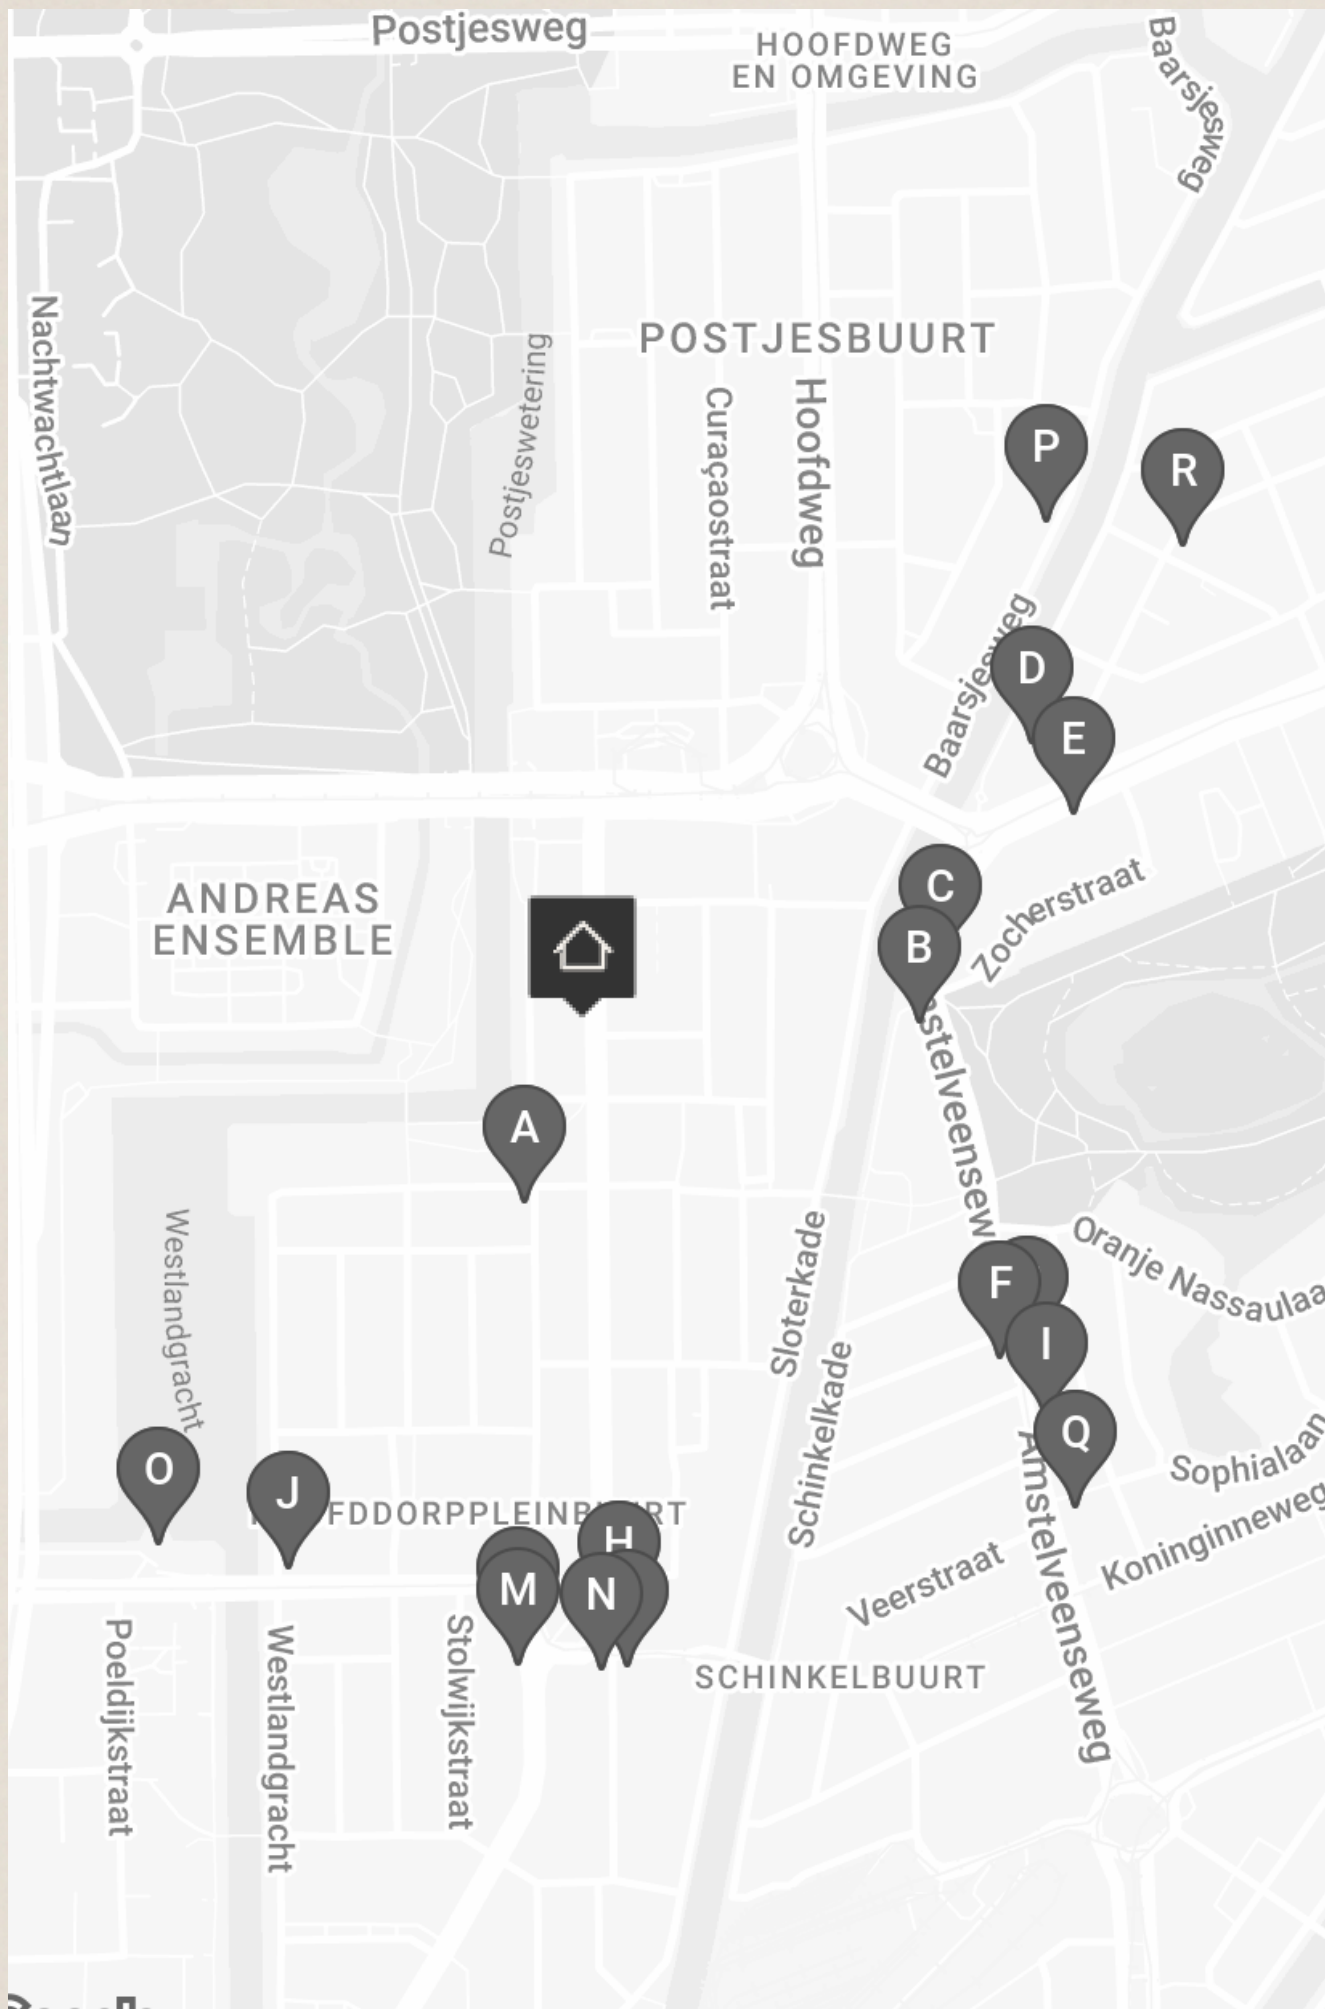 Postjesweg
HOOFDWEG
EN OMGEVING
Baarsjesweg
Nachtwachtlaan
Postjeswetering
POSTJESBUURT
Curaçaostraat
Hoofdweg
P
R
Baarsjesweg
D
E
ANDREAS
ENSEMBLE
C
B
Zocherstraat
A
Westlandgracht
Sloterkade
Oranje Nassaulaa
F
I
Schinkelkade
Q
Sophialaan
Koninginneweg
O
J
H
M
N
Veerstraat
Amstelveenseweg
Poeldijkstraat
Westlandgracht
Stolwijkstraat
SCHINKELBUURT